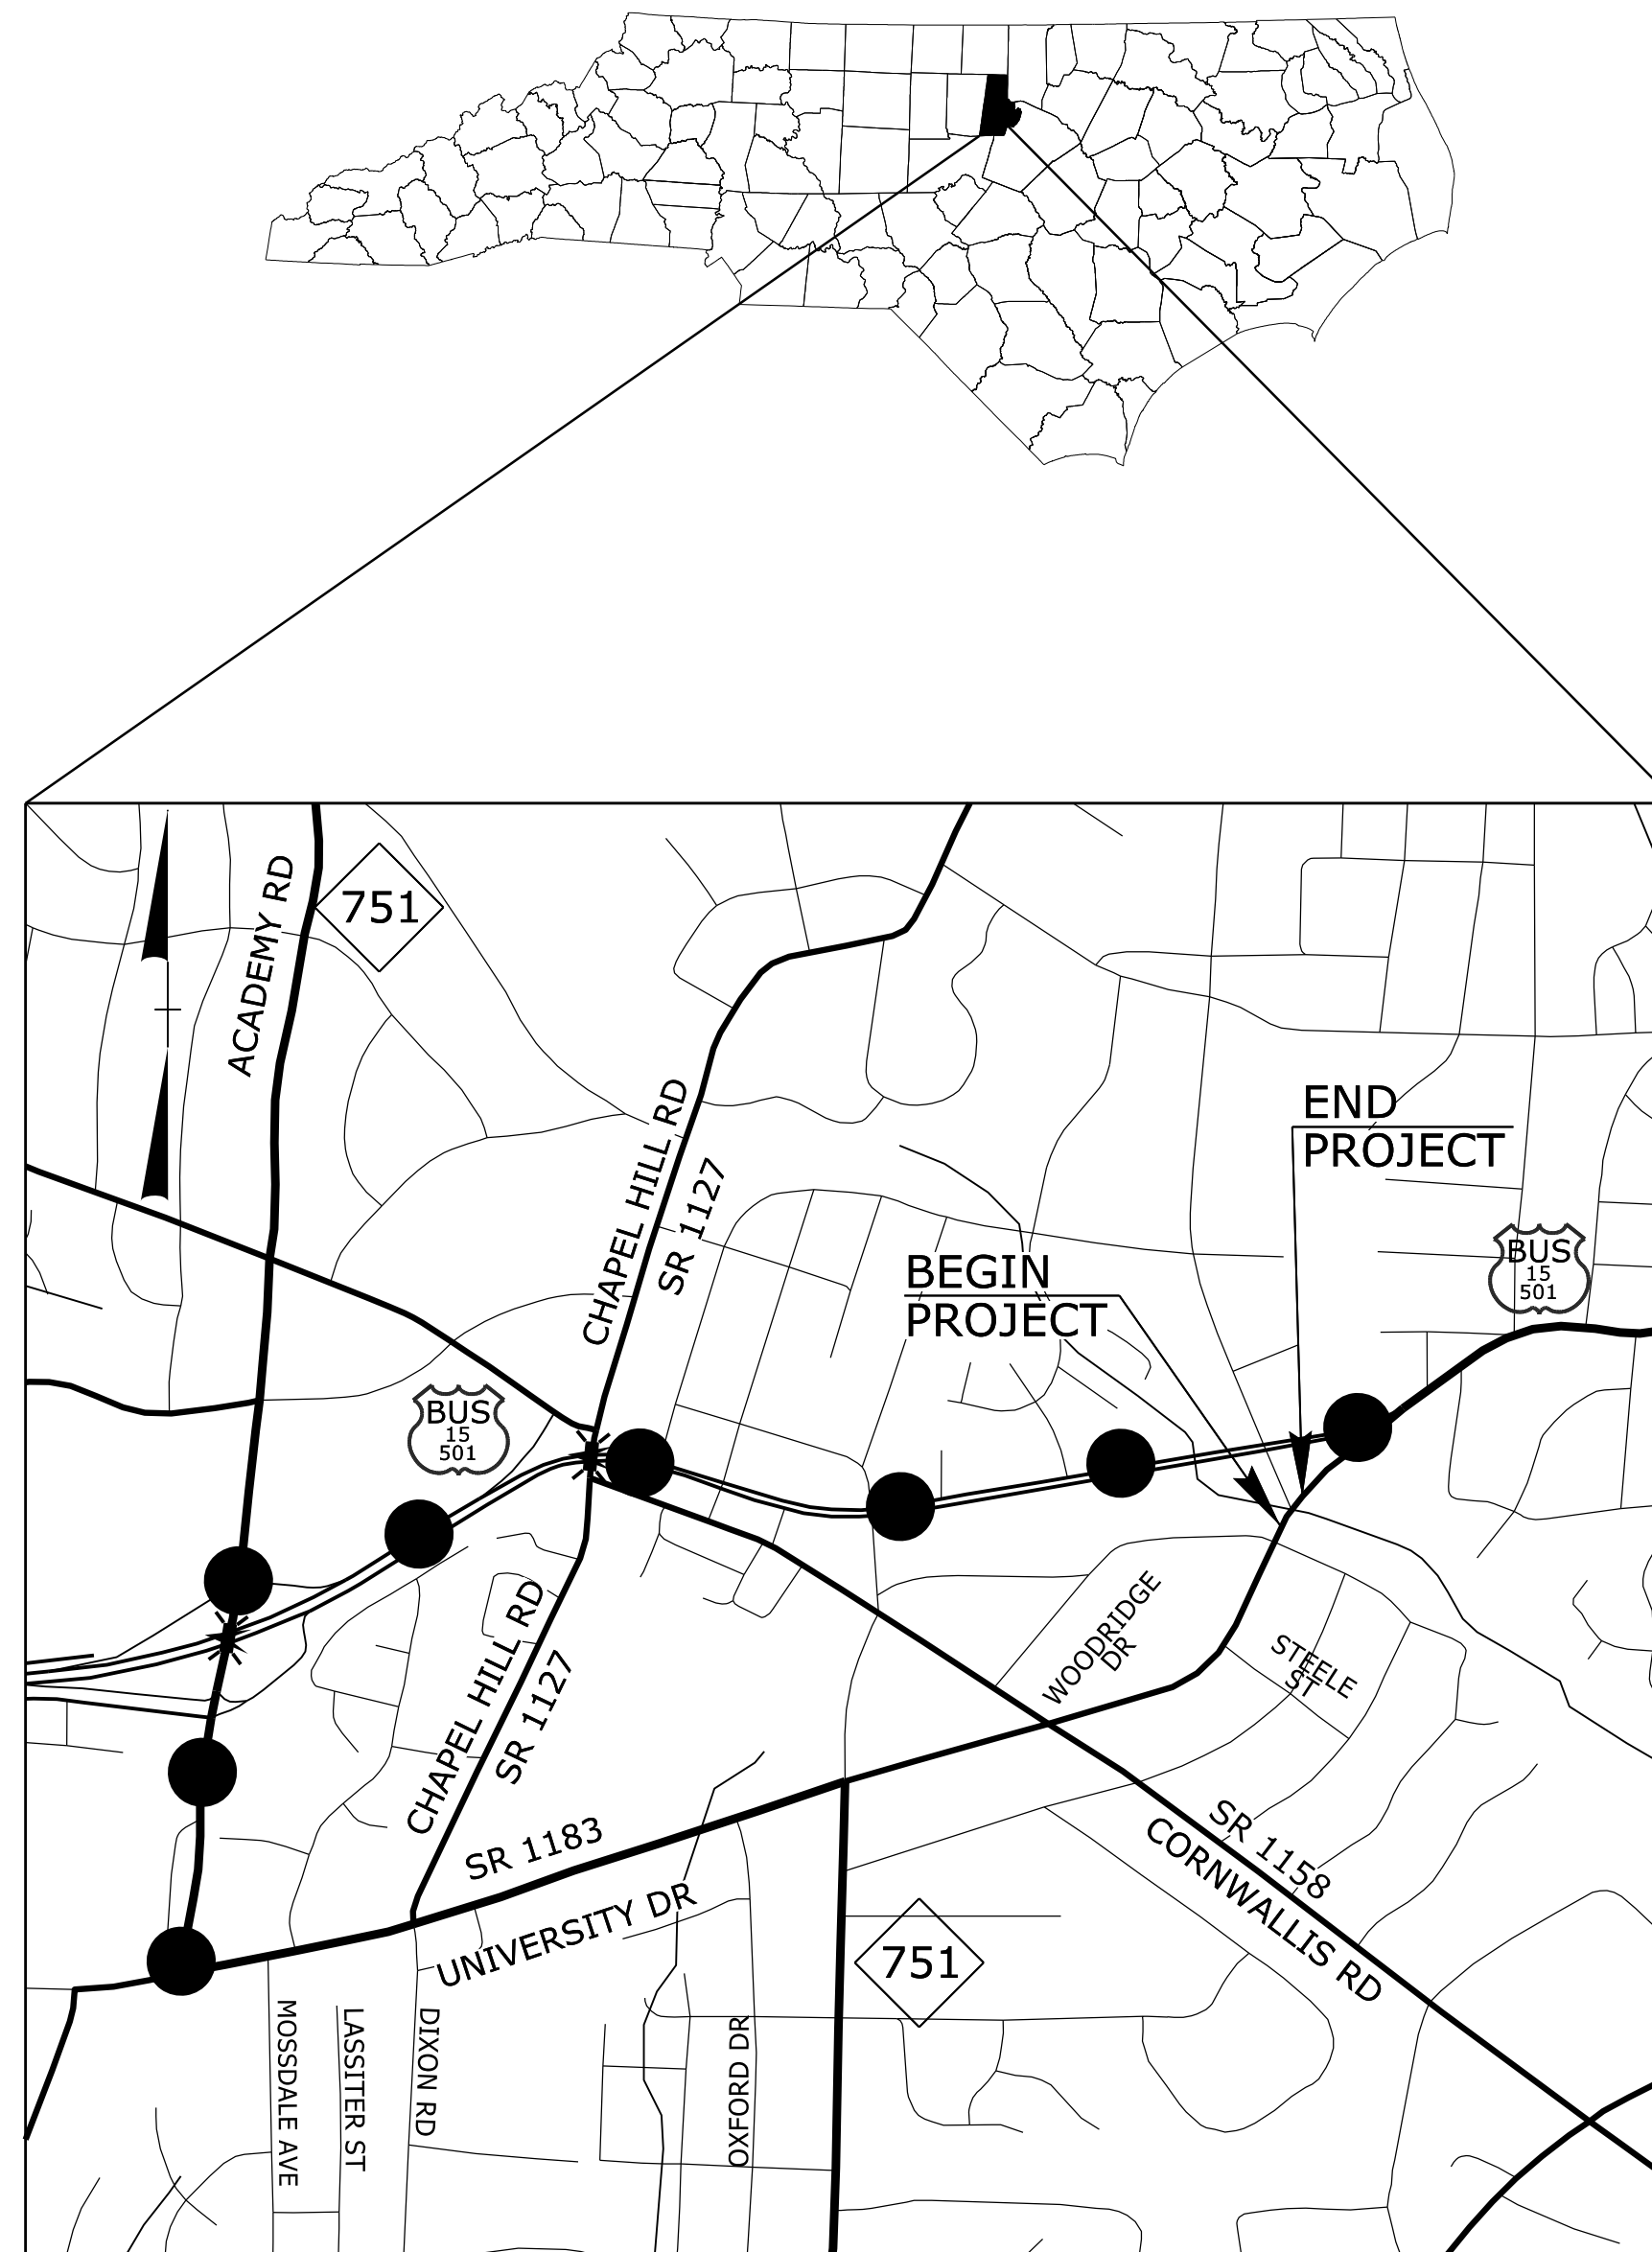 ACADEMY RD
751
CHAPEL HILL RD
SR 1127
END
PROJECT
BEGIN
PROJECT
BUS
15
501
BUS
15
501
CHAPEL HILL RD
SR 1127
WOODRIDGE
DR
STEELE
ST
SR 1183
UNIVERSITY DR
SR 1158
CORNWALLIS RD
751
MOSSDALE AVE
LASSITER ST
DIXON RD
OXFORD DR